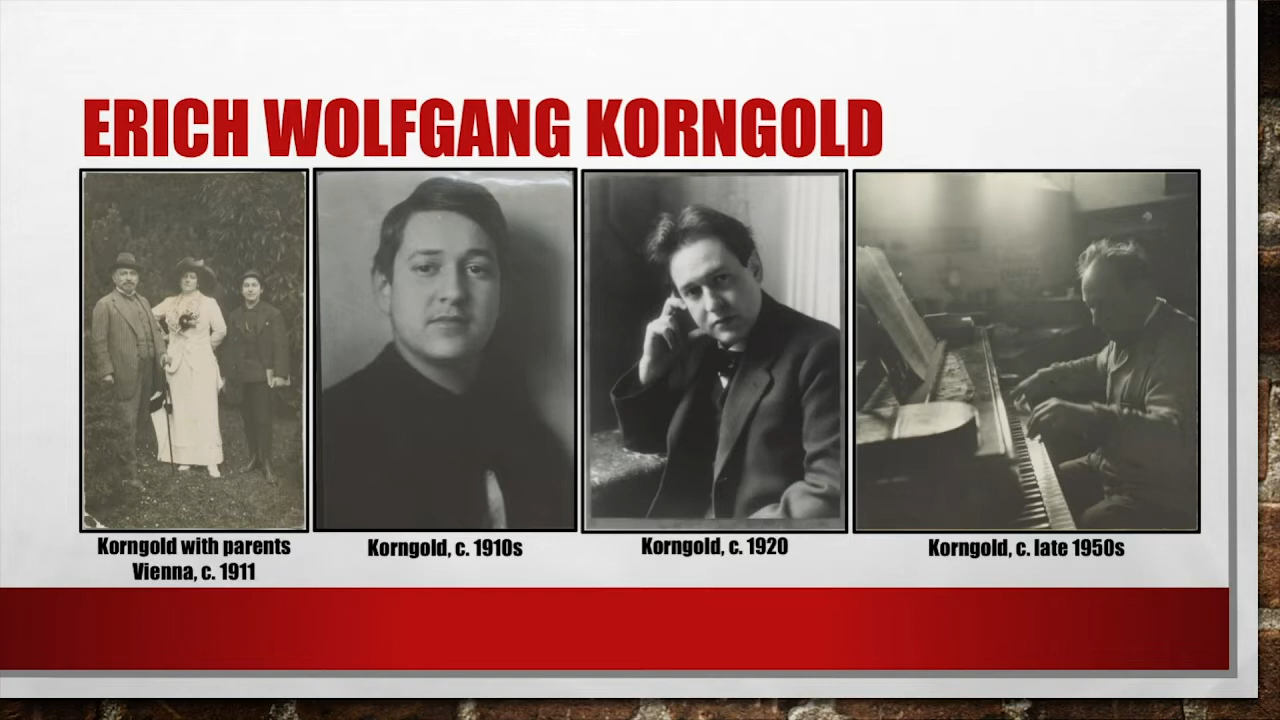 ERICH WOLFGANG KORNGOLD
Korngold with parents
Vienna, c. 1911
Korngold, c. 1910s
Korngold, c. 1920
Korngold, c. late 1950s